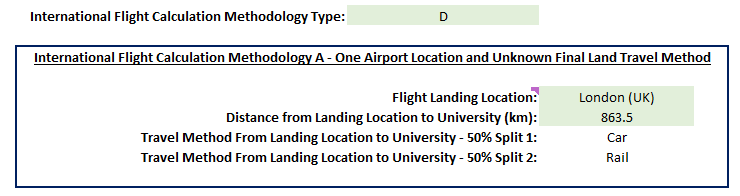 International Flight Calculation Methodology Type: D
International Flight Calculation Methodology A - One Airport Location and Unknown Final Land Travel Method
Flight Landing Location: London (UK)
Distance from Landing Location to University (km): 863.5
Travel Method From Landing Location to University - 50% Split 1: Car
Travel Method From Landing Location to University - 50% Split 2: Rail